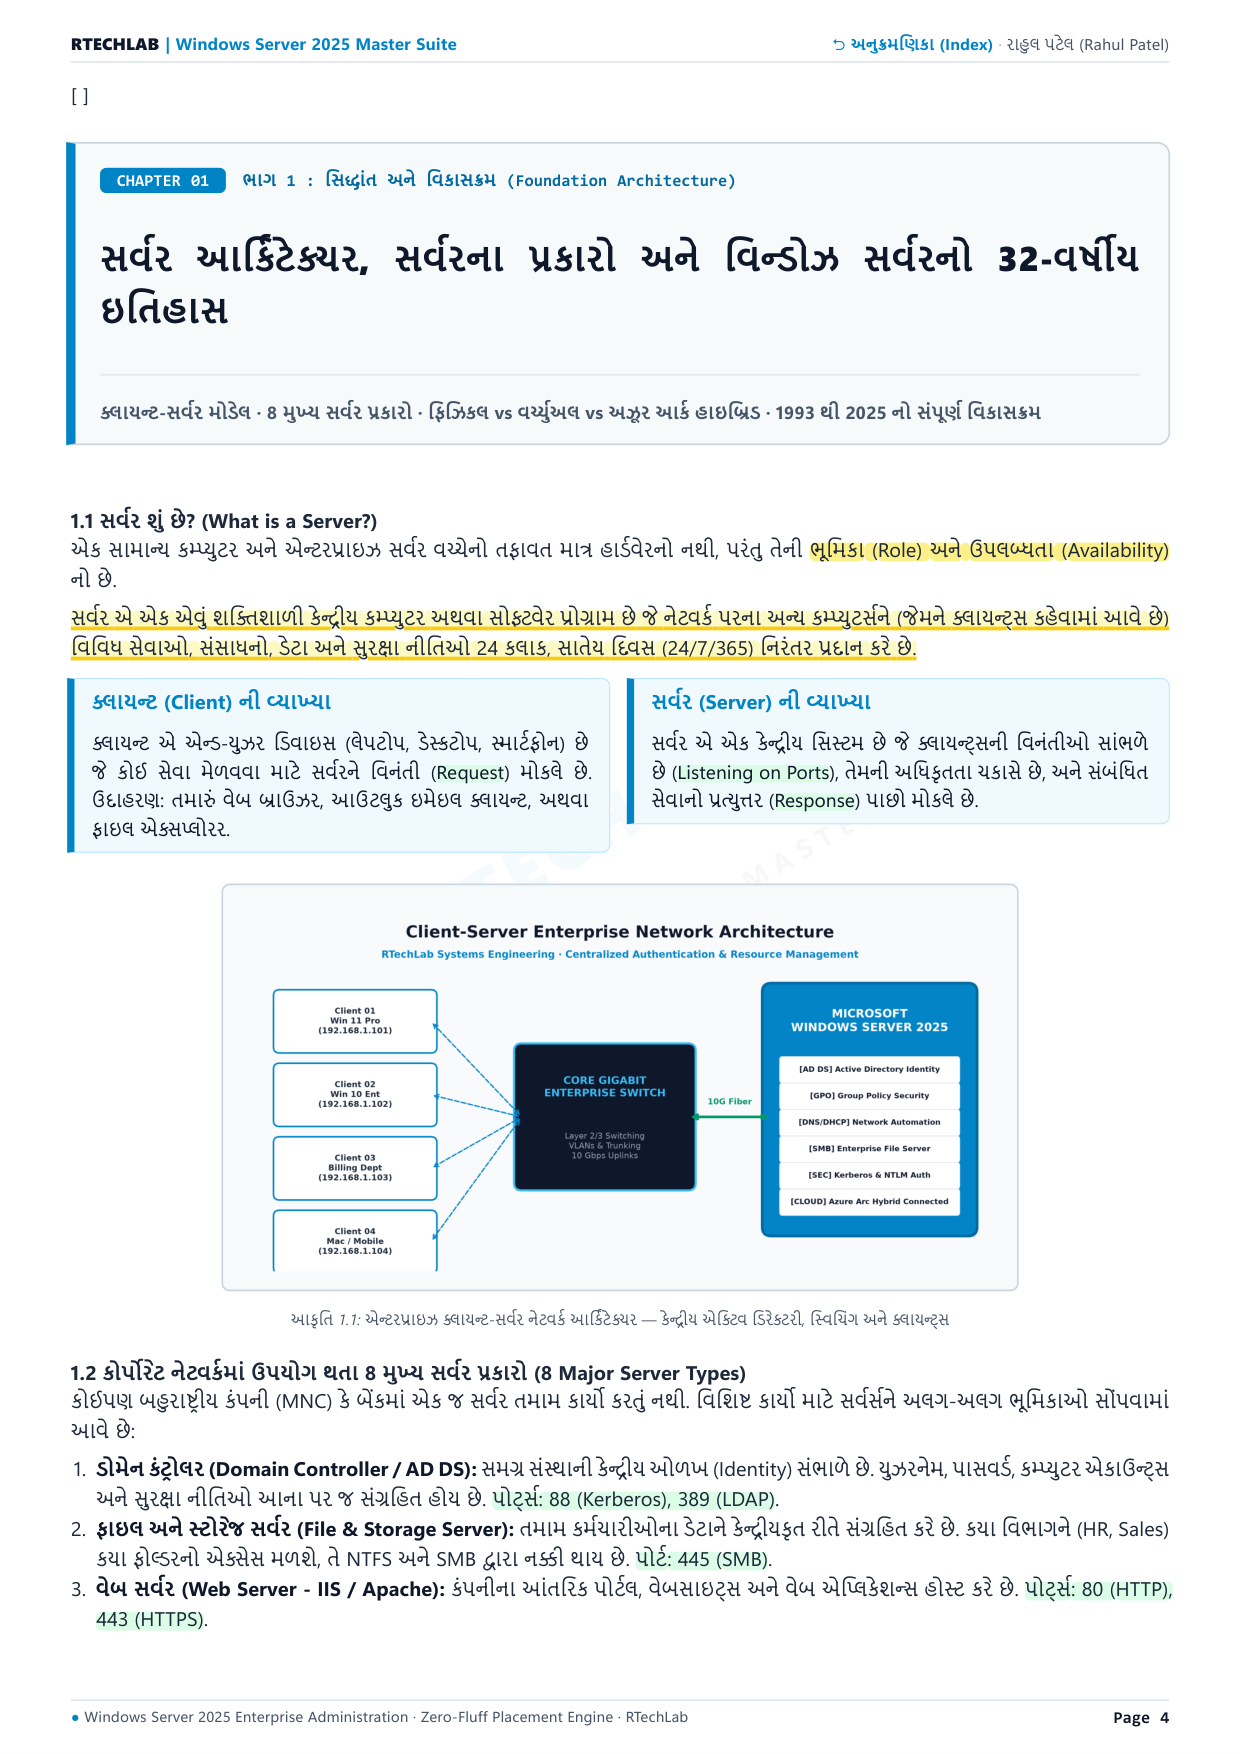 RTECHLAB | Windows Server 2025 Master Suite
⮌ અનુક્રમણિકા (Index) · રાહુલ પટેલ (Rahul Patel)
[ ]
CHAPTER 01 ભાગ 1 : સિદ્ધાંત અને વિકાસક્રમ (Foundation Architecture)
સર્વર આર્કિટેક્ચર, સર્વરના પ્રકારો અને વિન્ડોઝ સર્વરનો 32-વર્ષીય
ઇતિહાસ
ક્લાયન્ટ-સર્વર મોડેલ · 8 મુખ્ય સર્વર પ્રકારો · ફિઝિકલ vs વર્ચ્યુઅલ vs અઝૂર આર્ક હાઇબ્રિડ · 1993 થી 2025 નો સંપૂર્ણ વિકાસક્રમ
1.1 સર્વર શું છે? (What is a Server?)
એક સામાન્ય કમ્પ્યુટર અને એન્ટરપ્રાઇઝ સર્વર વચ્ચેનો તફાવત માત્ર હાર્ડવેરનો નથી, પરંતુ તેની ભૂમિકા (Role) અને ઉપલબ્ધતા (Availability)
નો છે.
સર્વર એ એક એવું શક્તિશાળી કેન્દ્રીય કમ્પ્યુટર અથવા સોફ્ટવેર પ્રોગ્રામ છે જે નેટવર્ક પરના અન્ય કમ્પ્યુટર્સને (જેમને ક્લાયન્ટ્સ કહેવામાં આવે છે)
વિવિધ સેવાઓ, સંસાધનો, ડેટા અને સુરક્ષા નીતિઓ 24 કલાક, સાતેય દિવસ (24/7/365) નિરંતર પ્રદાન કરે છે.
ક્લાયન્ટ (Client) ની વ્યાખ્યા
ક્લાયન્ટ એ એન્ડ-યુઝર ડિવાઇસ (લેપટોપ, ડેસ્કટોપ, સ્માર્ટફોન) છે
જે કોઈ સેવા મેળવવા માટે સર્વરને વિનંતી (Request) મોકલે છે.
ઉદાહરણ: તમારું વેબ બ્રાઉઝર, આઉટલુક ઇમેઇલ ક્લાયન્ટ, અથવા
ફાઇલ એક્સપ્લોરર.
સર્વર (Server) ની વ્યાખ્યા
સર્વર એ એક કેન્દ્રીય સિસ્ટમ છે જે ક્લાયન્ટ્સની વિનંતીઓ સાંભળે
છે (Listening on Ports), તેમની અધિકૃતતા ચકાસે છે, અને સંબંધિત
સેવાનો પ્રત્યુત્તર (Response) પાછો મોકલે છે.
Client-Server Enterprise Network Architecture
RTechLab Systems Engineering · Centralized Authentication & Resource Management
Client 01
Win 11 Pro
(192.168.1.101)
Client 02
Win 10 Ent
(192.168.1.102)
Client 03
Billing Dept
(192.168.1.103)
Client 04
Mac / Mobile
(192.168.1.104)
CORE GIGABIT
ENTERPRISE SWITCH
Layer 2/3 Switching
VLANs & Trunking
10 Gbps Uplinks
10G Fiber
MICROSOFT
WINDOWS SERVER 2025
[AD DS] Active Directory Identity
[GPO] Group Policy Security
[DNS/DHCP] Network Automation
[SMB] Enterprise File Server
[SEC] Kerberos & NTLM Auth
[CLOUD] Azure Arc Hybrid Connected
આકૃતિ 1.1: એન્ટરપ્રાઇઝ ક્લાયન્ટ-સર્વર નેટવર્ક આર્કિટેક્ચર — કેન્દ્રીય એક્ટિવ ડિરેક્ટરી, સ્વિચિંગ અને ક્લાયન્ટ્સ
1.2 કોર્પોરેટ નેટવર્કમાં ઉપયોગ થતા 8 મુખ્ય સર્વર પ્રકારો (8 Major Server Types)
કોઈપણ બહુરાષ્ટ્રીય કંપની (MNC) કે બેંકમાં એક જ સર્વર તમામ કાર્યો કરતું નથી. વિશિષ્ટ કાર્યો માટે સર્વર્સને અલગ-અલગ ભૂમિકાઓ સોંપવામાં
આવે છે:
1. ડોમેન કંટ્રોલર (Domain Controller / AD DS): સમગ્ર સંસ્થાની કેન્દ્રીય ઓળખ (Identity) સંભાળે છે. યુઝરનેમ, પાસવર્ડ, કમ્પ્યુટર એકાઉન્ટ્સ
અને સુરક્ષા નીતિઓ આના પર જ સંગ્રહિત હોય છે. પોર્ટ્સ: 88 (Kerberos), 389 (LDAP).
2. ફાઇલ અને સ્ટોરેજ સર્વર (File & Storage Server): તમામ કર્મચારીઓના ડેટાને કેન્દ્રીયકૃત રીતે સંગ્રહિત કરે છે. કયા વિભાગને (HR, Sales)
કયા ફોલ્ડરનો એક્સેસ મળશે, તે NTFS અને SMB દ્વારા નક્કી થાય છે. પોર્ટ: 445 (SMB).
3. વેબ સર્વર (Web Server - IIS / Apache): કંપનીના આંતરિક પોર્ટલ, વેબસાઇટ્સ અને વેબ એપ્લિકેશન્સ હોસ્ટ કરે છે. પોર્ટ્સ: 80 (HTTP),
443 (HTTPS).
● Windows Server 2025 Enterprise Administration · Zero-Fluff Placement Engine · RTechLab
Page 4